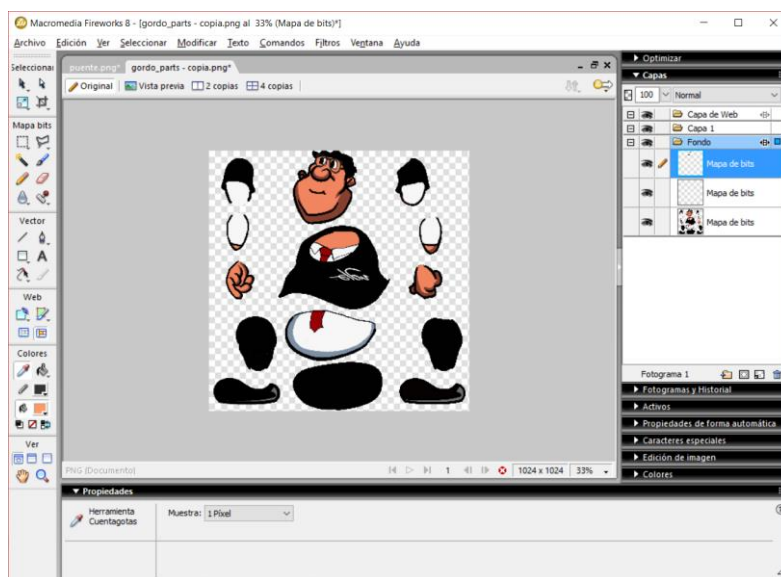 Macromedia Fireworks 8 - [gordo_parts - copia.png al 33% (Mapa de bits)*]
Archivo Edición Ver Seleccionar Modificar Texto Comandos Filtros Ventana Ayuda
Seleccionar
Mapa bits
Vector
A
Web
Colores
Ver
puente.png* gordo_parts - copia.png*
Original Vista previa 2 copias 4 copias
PNG (Documento)
1
1024 x 1024 33%
Optimizar
Capas
100 Normal
Capa de Web
Capa 1
Fondo
Mapa de bits
Mapa de bits
Mapa de bits
Fotograma 1
Fotogramas y Historial
Activos
Propiedades de forma automática
Caracteres especiales
Edición de imagen
Colores
Propiedades
Herramienta
Cuentagotas
Muestra: 1 Píxel